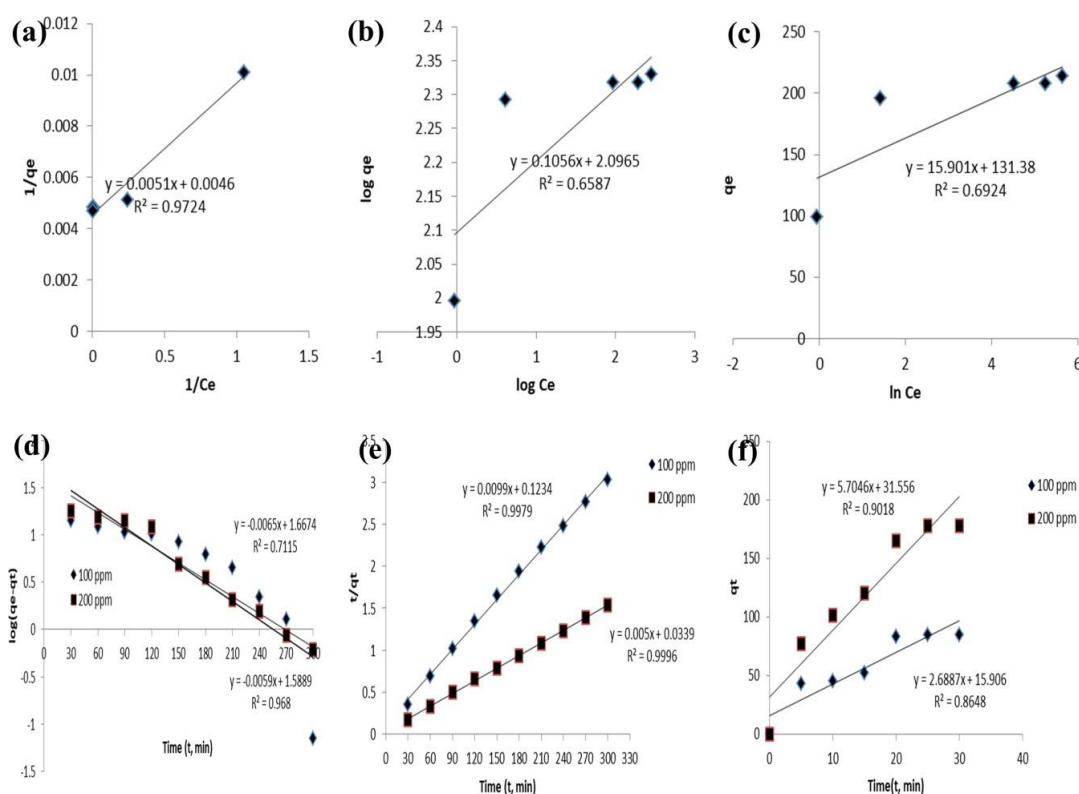 (a)
0.012
0.01
0.008
0.006
0.004
0.002
0
1/qe
y = 0.0051x + 0.0046
R² = 0.9724
0 0.5 1 1.5
1/Ce
(b)
2.4
2.35
2.3
2.25
2.2
2.15
2.1
2.05
2
1.95
log qe
y = 0.1056x + 2.0965
R² = 0.6587
-1 0 1 2 3
log Ce
(c)
250
200
150
100
50
0
qe
y = 15.901x + 131.38
R² = 0.6924
-2 0 2 4 6
ln Ce
(d)
1.5
1
0.5
0
-0.5
-1
-1.5
log(qe-qt)
y = -0.0065x + 1.6674
R² = 0.7115
100 ppm
200 ppm
30 60 90 120 150 180 210 240 270 300
y = -0.0059x + 1.5889
R² = 0.968
Time (t, min)
(e)
3.5
3
2.5
2
1.5
1
0.5
0
t/qt
100 ppm
200 ppm
y = 0.0099x + 0.1234
R² = 0.9979
y = 0.005x + 0.0339
R² = 0.9996
0 30 60 90 120 150 180 210 240 270 300 330
Time (t, min)
(f)
250
200
150
100
50
0
qt
100 ppm
200 ppm
y = 5.7046x + 31.556
R² = 0.9018
y = 2.6887x + 15.906
R² = 0.8648
0 10 20 30 40
Time(t, min)